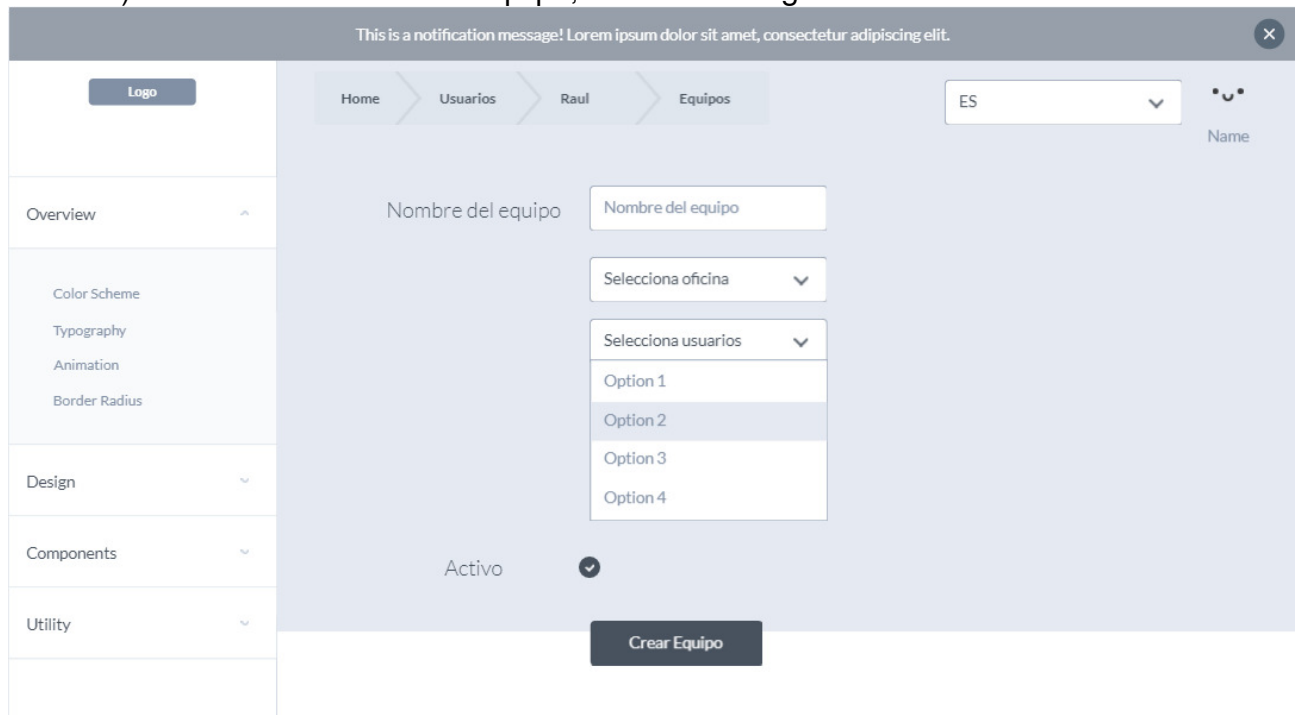 This is a notification message! Lorem ipsum dolor sit amet, consectetur adipiscing elit.
Logo
Home
Usuarios
Raul
Equipos
ES
Name
Overview
Color Scheme
Typography
Animation
Border Radius
Design
Components
Utility
Nombre del equipo
Nombre del equipo
Selecciona oficina
Selecciona usuarios
Option 1
Option 2
Option 3
Option 4
Activo
Crear Equipo